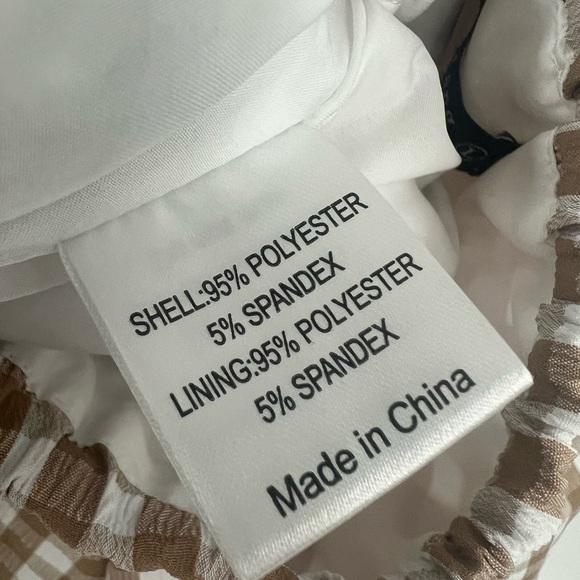 SHELL:95% POLYESTER
5% SPANDEX
LINING:95% POLYESTER
5% SPANDEX
Made in China